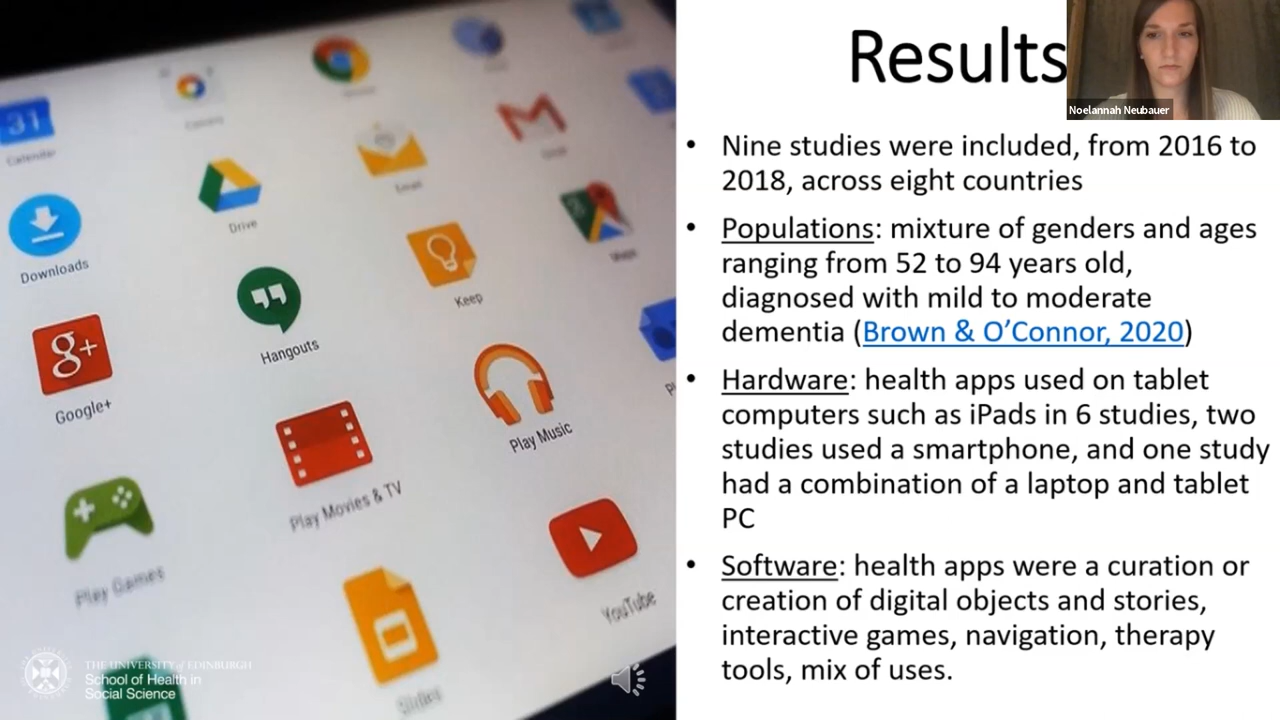 Results
Noelannah Neubauer
• Nine studies were included, from 2016 to
2018, across eight countries
• Populations: mixture of genders and ages
ranging from 52 to 94 years old,
diagnosed with mild to moderate
dementia (Brown & O’Connor, 2020)
• Hardware: health apps used on tablet
computers such as iPads in 6 studies, two
studies used a smartphone, and one study
had a combination of a laptop and tablet
PC
• Software: health apps were a curation or
creation of digital objects and stories,
interactive games, navigation, therapy
tools, mix of uses.
31
Calendar
Camera
Downloads
Drive
Email
Gmail
g+
Google+
Hangouts
Keep
Maps
Play Games
Play Movies & TV
Play Music
Slides
YouTube
THE UNIVERSITY of EDINBURGH
School of Health in
Social Science